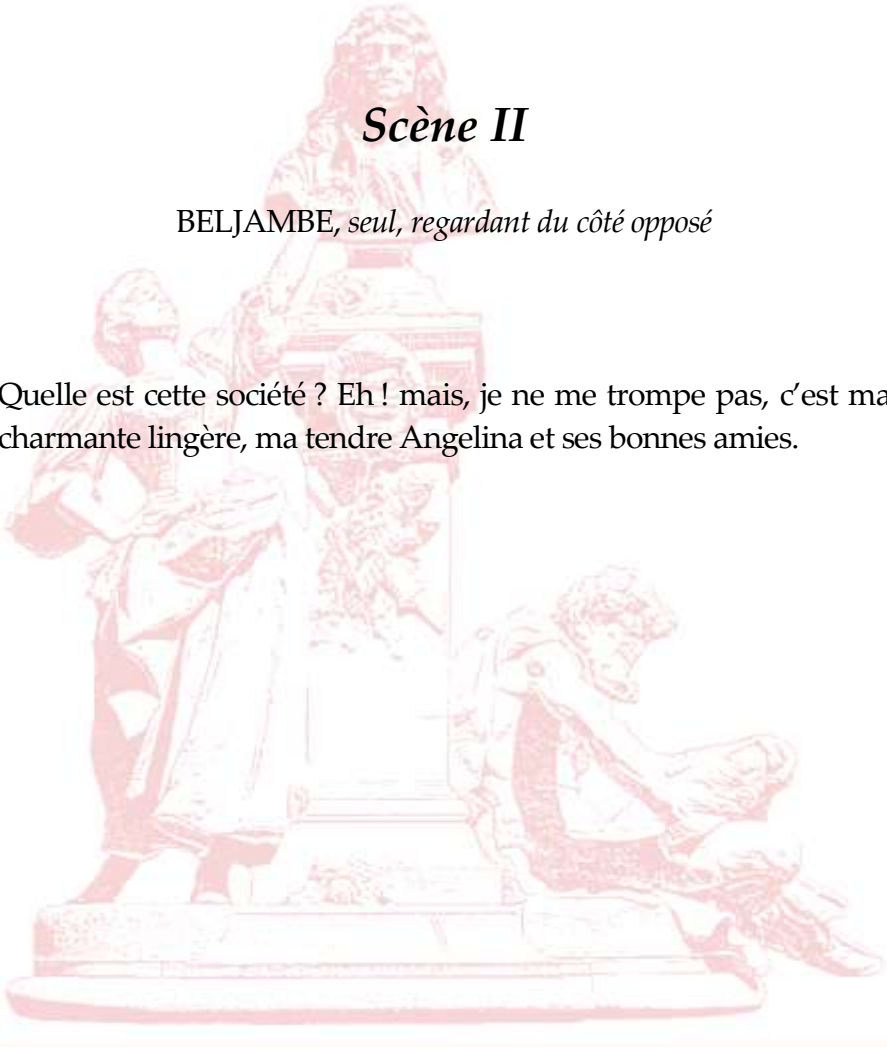 Scène II
BELJAMBE, seul, regardant du côté opposé
Quelle est cette société ? Eh ! mais, je ne me trompe pas, c’est ma
charmante lingère, ma tendre Angelina et ses bonnes amies.